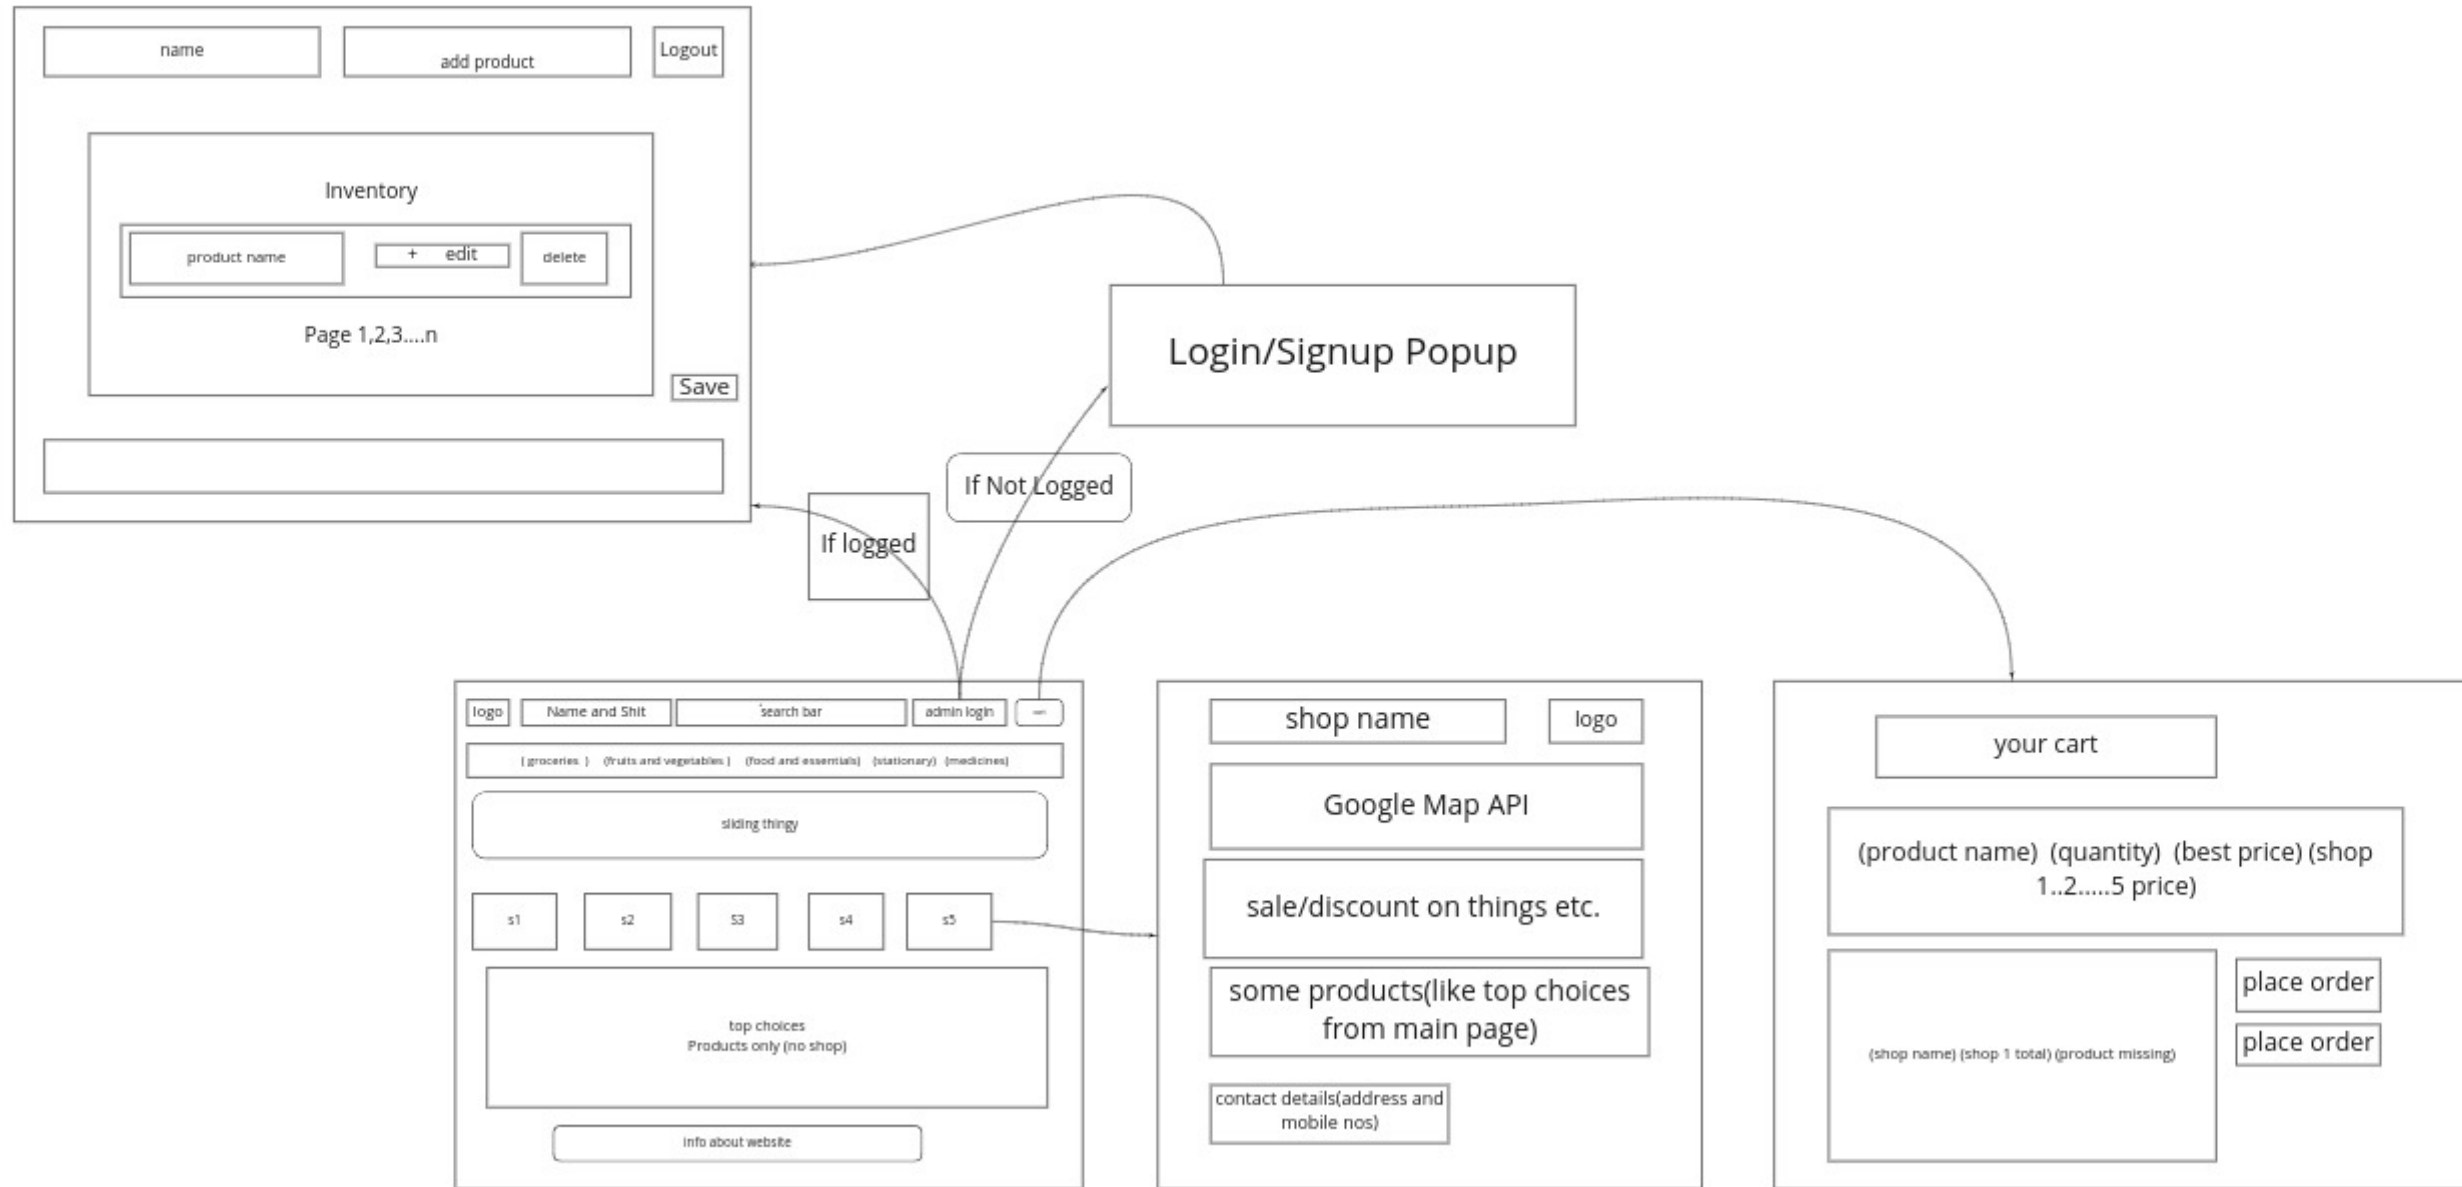 name
add product
Logout
Inventory
product name
+ edit
delete
Page 1,2,3....n
Save
Login/Signup Popup
If Not Logged
If logged
logo
Name and Shit
search bar
admin login
( groceries ) (fruits and vegetables ) (food and essentials) (stationary) (medicines)
sliding thingy
s1
s2
S3
s4
s5
top choices
Products only (no shop)
info about website
shop name
logo
Google Map API
sale/discount on things etc.
some products(like top choices
from main page)
contact details(address and
mobile nos)
your cart
(product name) (quantity) (best price) (shop
1..2.....5 price)
(shop name) (shop 1 total) (product missing)
place order
place order